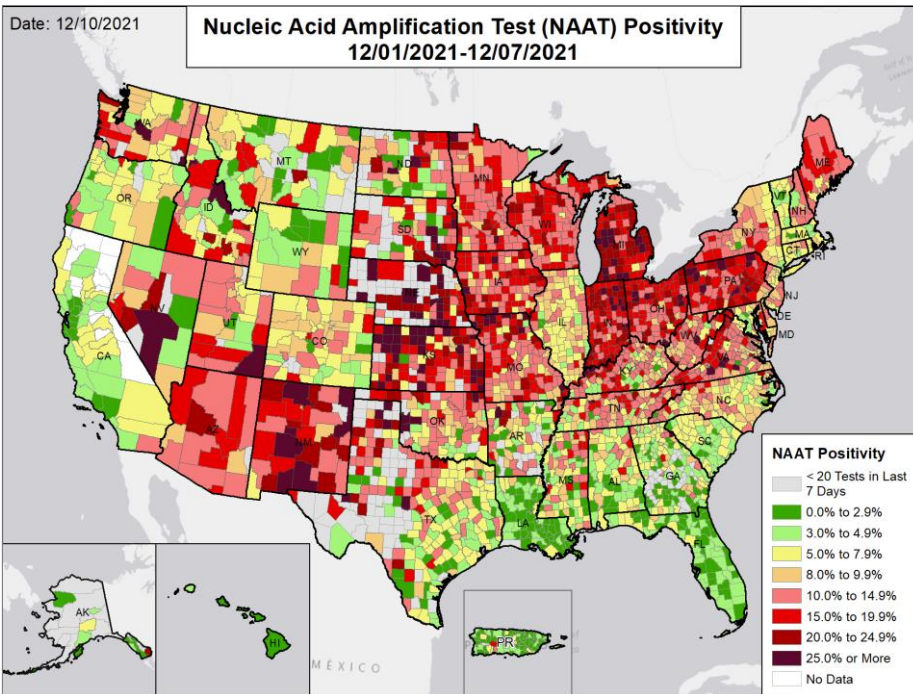 Date: 12/10/2021
Nucleic Acid Amplification Test (NAAT) Positivity
12/01/2021-12/07/2021
WA
MT
ND
MN
ME
OR
ID
SD
WI
VT
NH
WY
MI
NY
MA
CT
RI
NV
NE
IA
PA
NJ
CA
UT
CO
IL
IN
OH
DE
MD
KS
MO
WV
VA
KY
AZ
NM
OK
TN
NC
AR
SC
TX
MS
AL
GA
LA
FL
AK
HI
PR
MÉXICO
NAAT Positivity
< 20 Tests in Last
7 Days
0.0% to 2.9%
3.0% to 4.9%
5.0% to 7.9%
8.0% to 9.9%
10.0% to 14.9%
15.0% to 19.9%
20.0% to 24.9%
25.0% or More
No Data